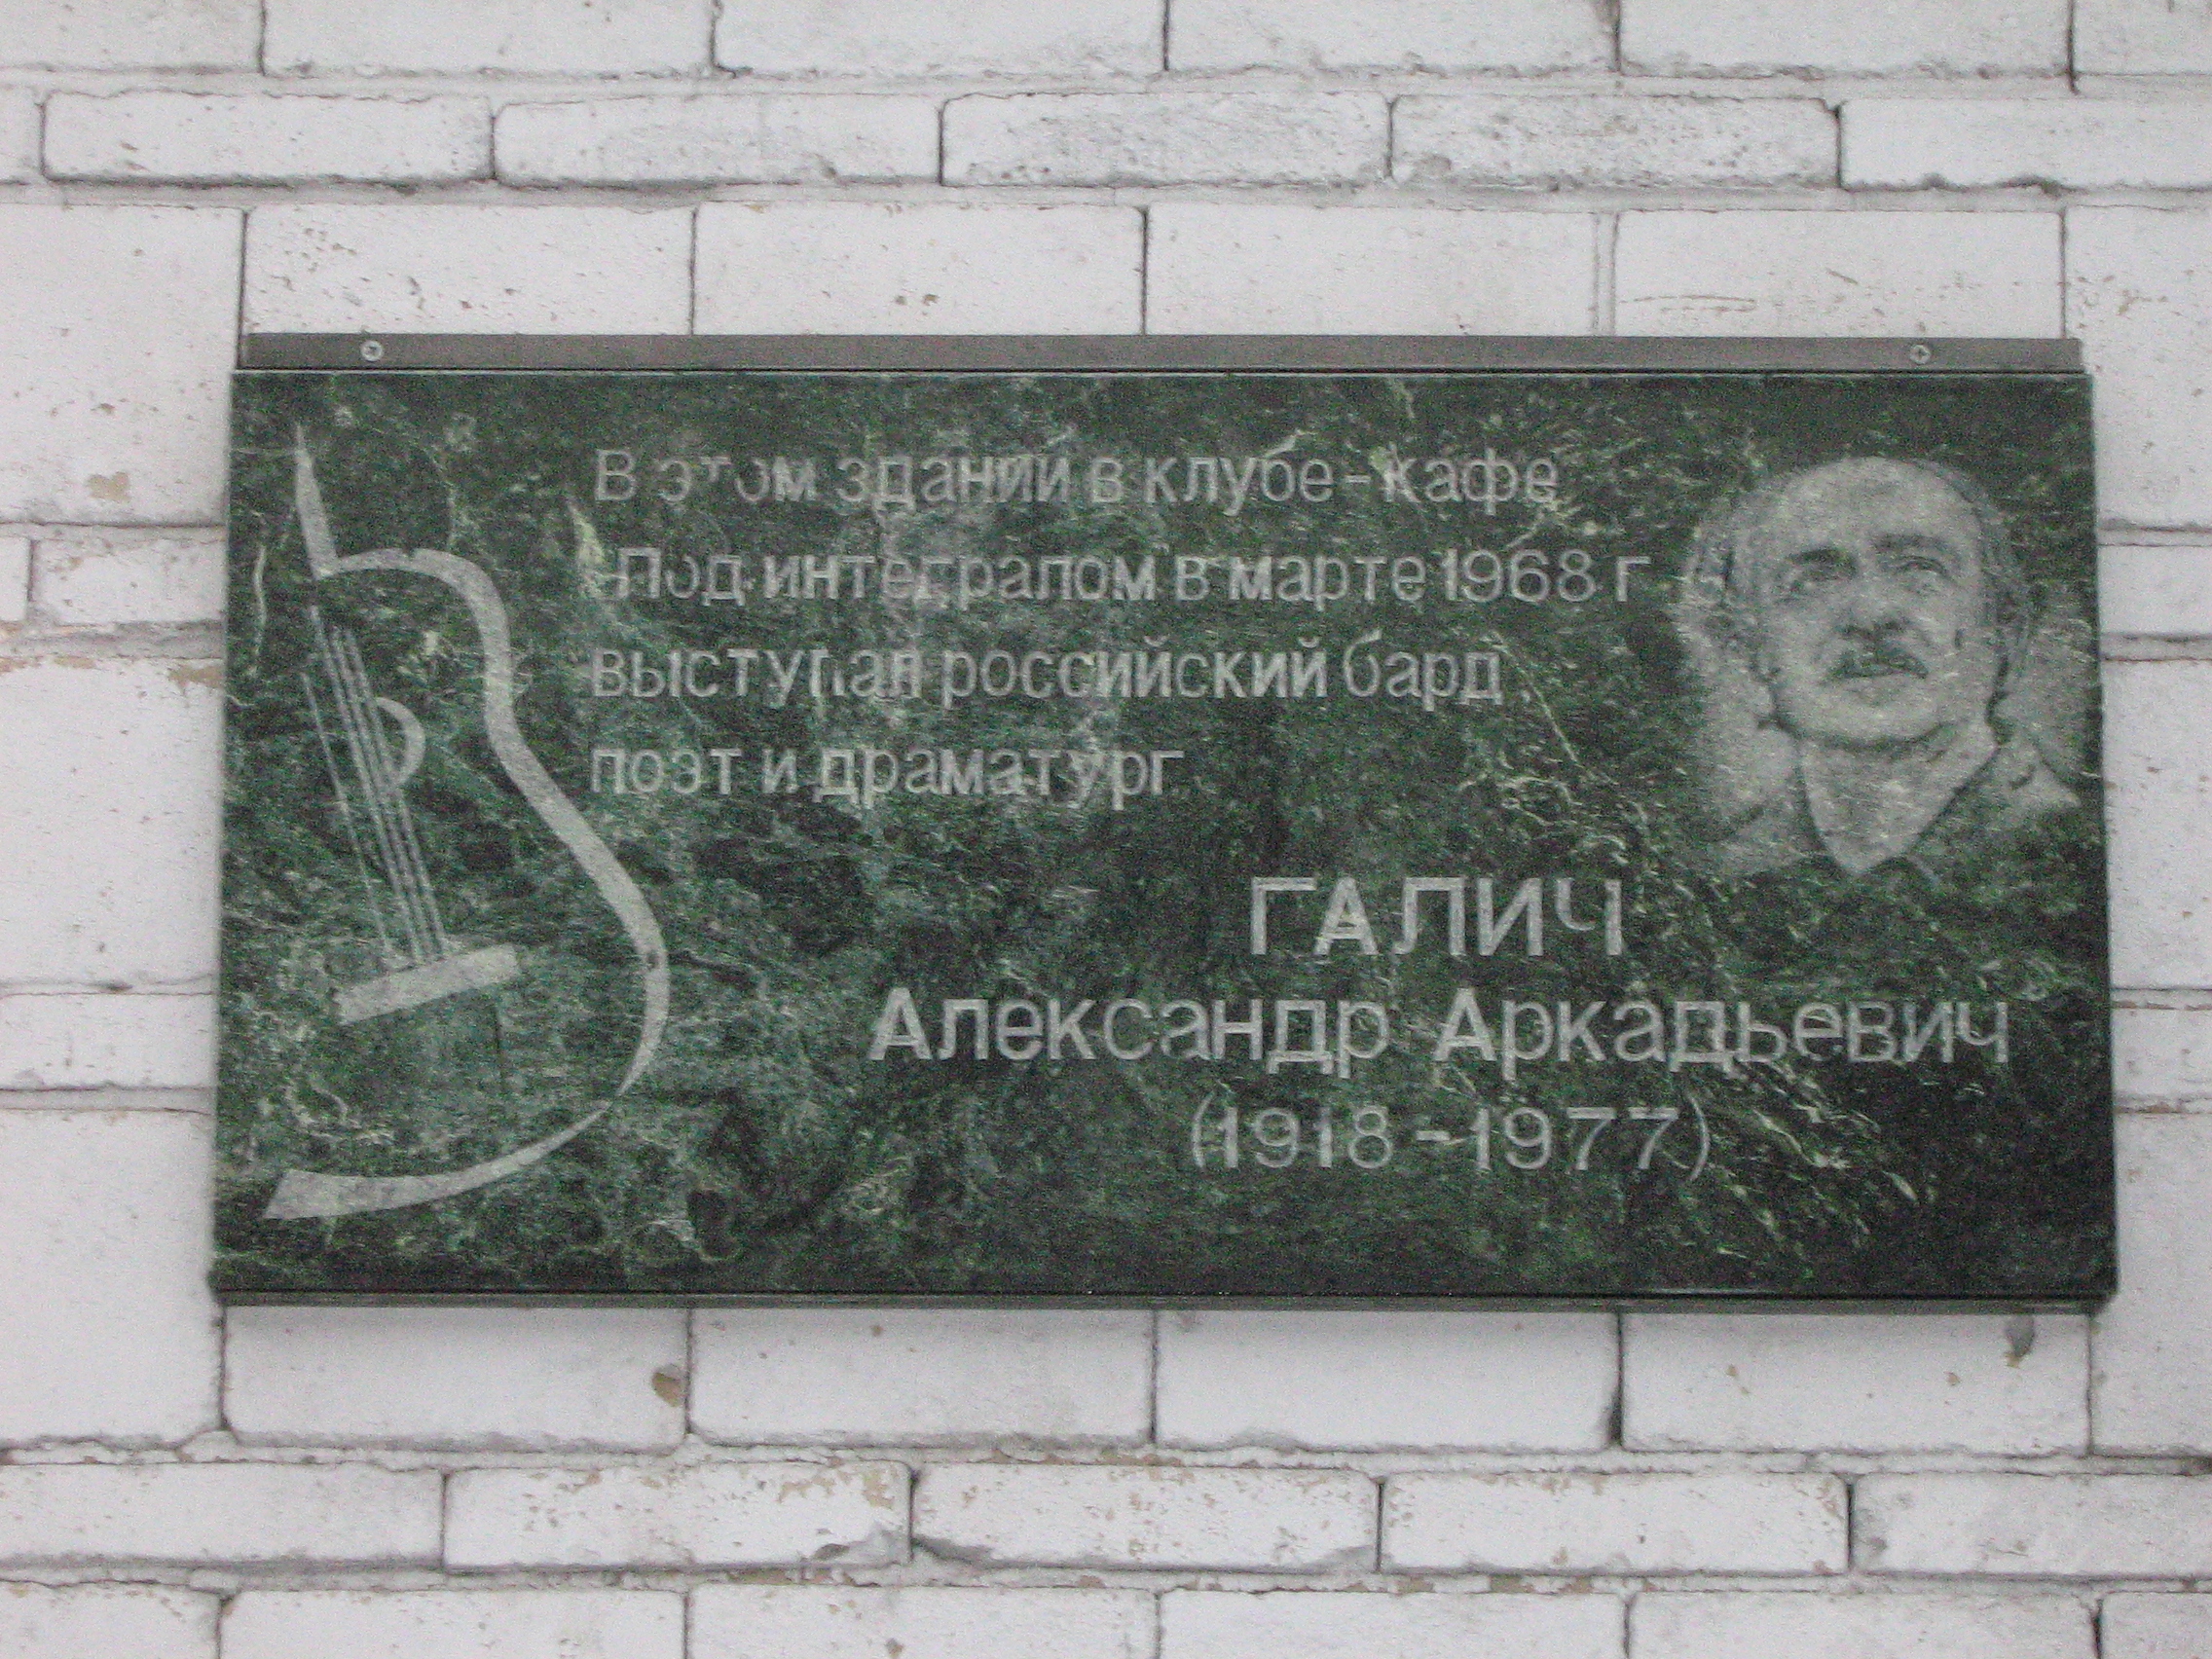 В этом здании в клубе-кафе
"Под интегралом" в марте 1968 г
выступал российский бард
поэт и драматург
ГАЛИЧ
Александр Аркадьевич
(1918-1977)